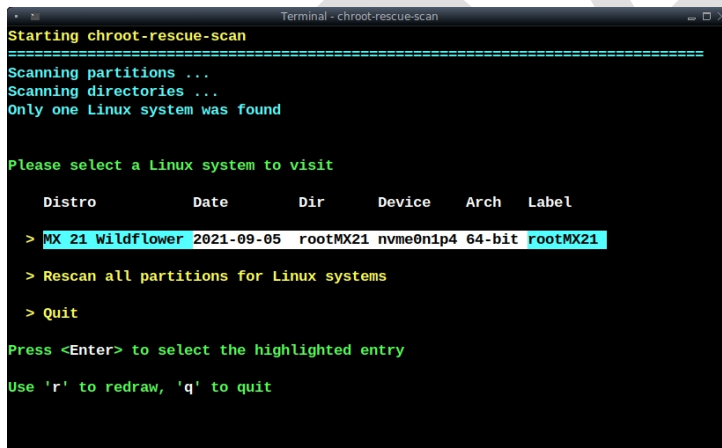 Terminal - chroot-rescue-scan
Starting chroot-rescue-scan
===============================================================================
Scanning partitions ...
Scanning directories ...
Only one Linux system was found
Please select a Linux system to visit
Distro Date Dir Device Arch Label
> MX 21 Wildflower 2021-09-05 rootMX21 nvme0n1p4 64-bit rootMX21
> Rescan all partitions for Linux systems
> Quit
Press <Enter> to select the highlighted entry
Use 'r' to redraw, 'q' to quit